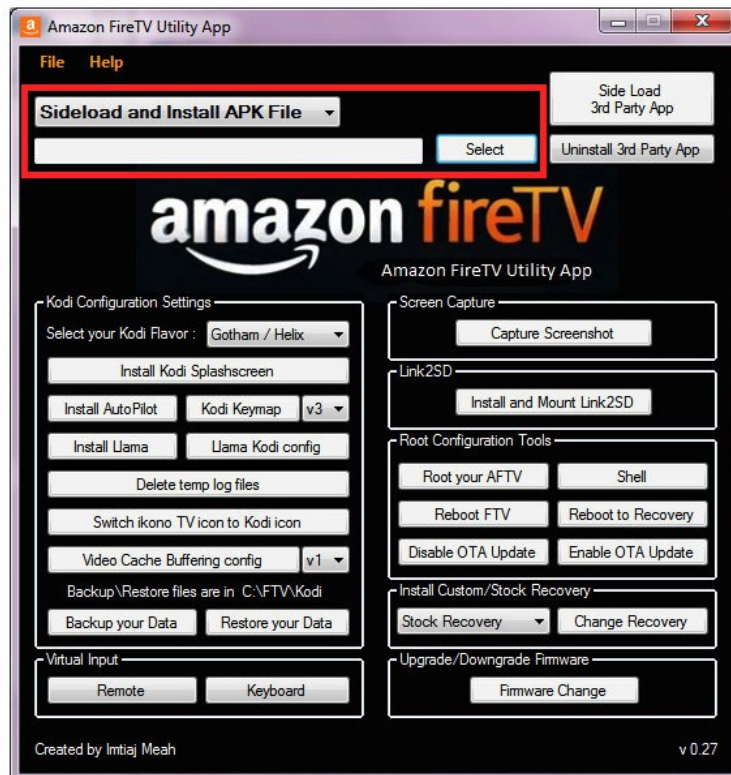 Amazon FireTV Utility App
File Help
Sideload and Install APK File
Side Load
3rd Party App
Select
Uninstall 3rd Party App
amazon fireTV
Amazon FireTV Utility App
Kodi Configuration Settings
Select your Kodi Flavor : Gotham / Helix
Install Kodi Splashscreen
Install AutoPilot Kodi Keymap v3
Install Llama Llama Kodi config
Delete temp log files
Switch ikono TV icon to Kodi icon
Video Cache Buffering config v1
Backup\Restore files are in C:\FTV\Kodi
Backup your Data Restore your Data
Virtual Input
Remote Keyboard
Screen Capture
Capture Screenshot
Link2SD
Install and Mount Link2SD
Root Configuration Tools
Root your AFTV Shell
Reboot FTV Reboot to Recovery
Disable OTA Update Enable OTA Update
Install Custom/Stock Recovery
Stock Recovery Change Recovery
Upgrade/Downgrade Firmware
Firmware Change
Created by Imtiaj Meah v 0.27